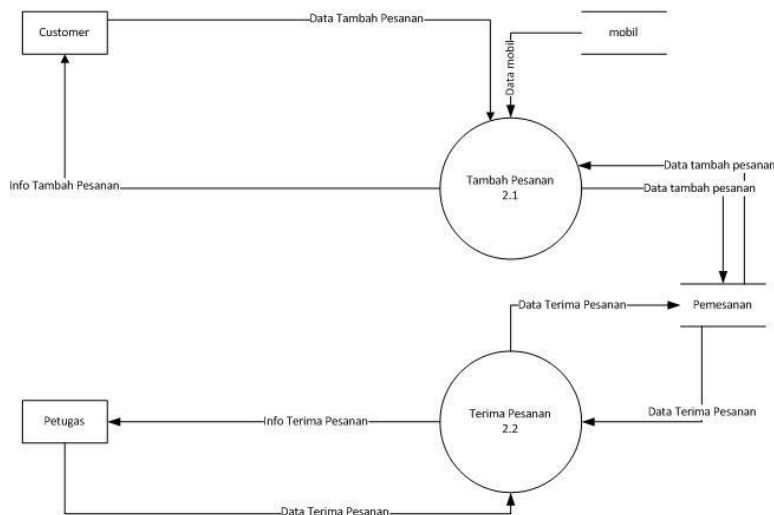 Customer
Data Tambah Pesanan
mobil
Data mobil
Data tambah pesanan
Info Tambah Pesanan
Tambah Pesanan
2.1
Data tambah pesanan
Data Terima Pesanan
Pemesanan
Petugas
Info Terima Pesanan
Terima Pesanan
2.2
Data Terima Pesanan
Data Terima Pesanan